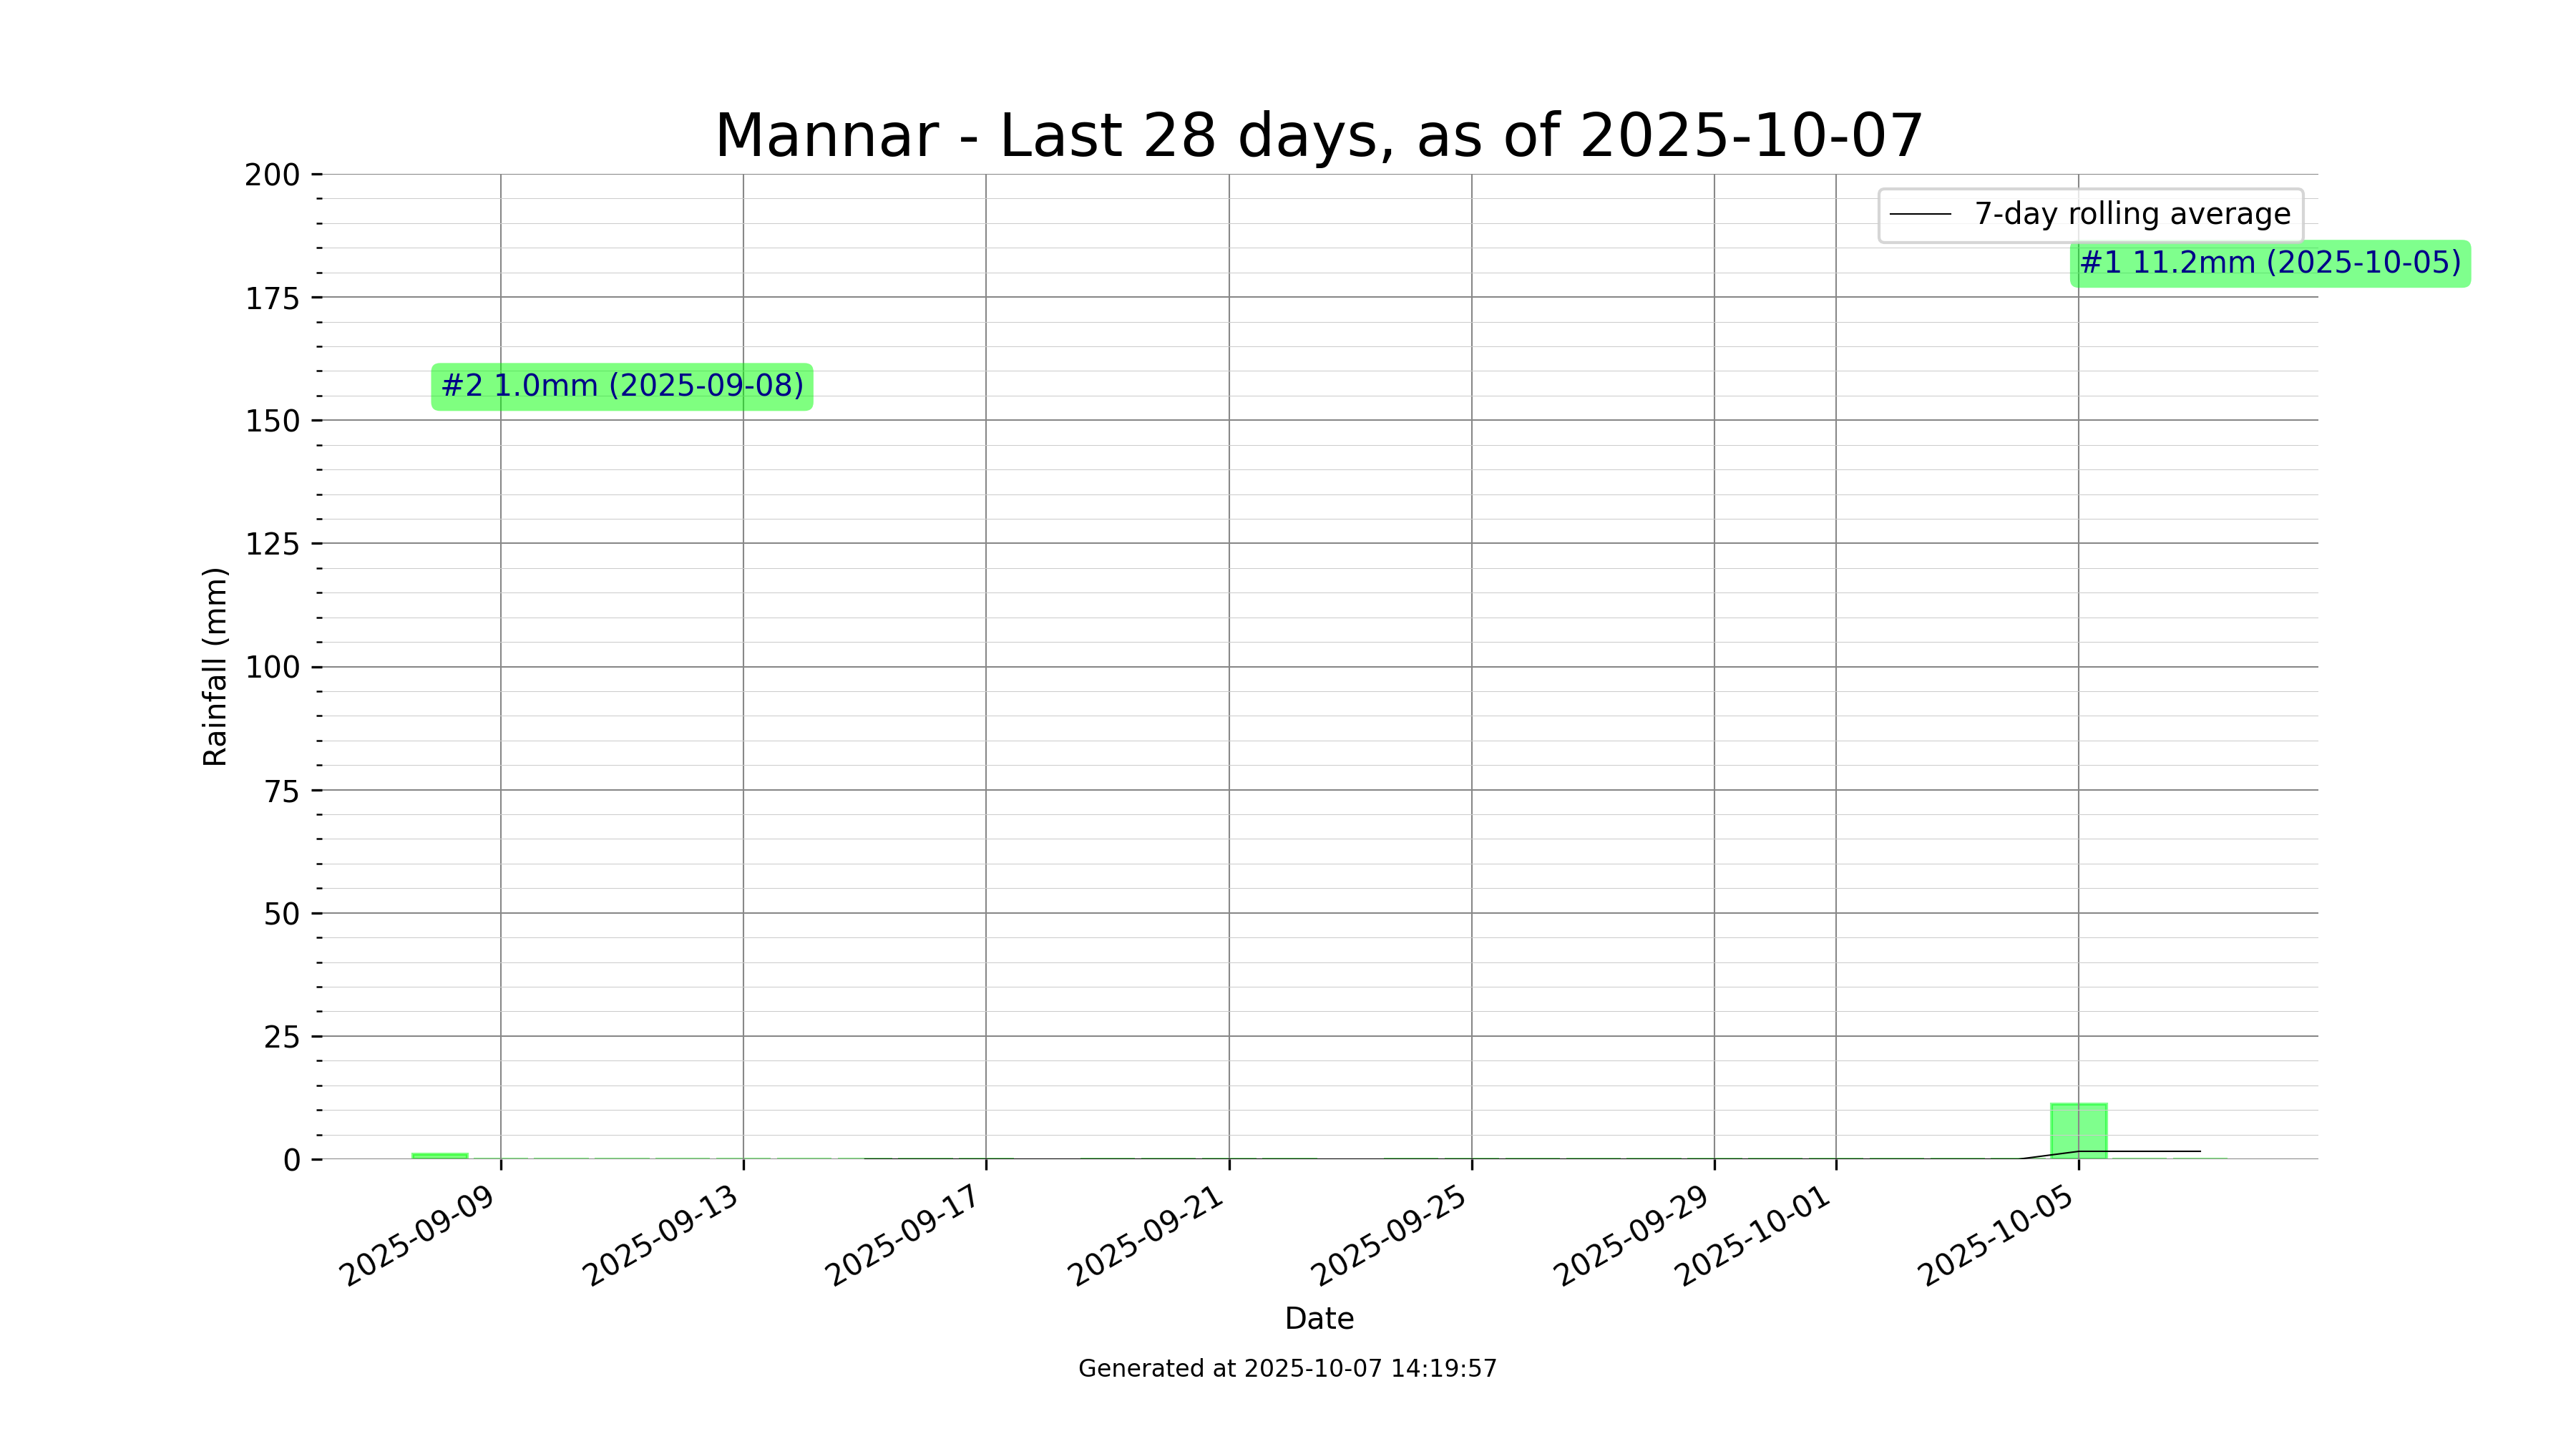 Mannar - Last 28 days, as of 2025-10-07
200
175
150
125
100
75
50
25
0
Rainfall (mm)
7-day rolling average
#1 11.2mm (2025-10-05)
#2 1.0mm (2025-09-08)
2025-09-09
2025-09-13
2025-09-17
2025-09-21
2025-09-25
2025-09-29
2025-10-01
2025-10-05
Date
Generated at 2025-10-07 14:19:57